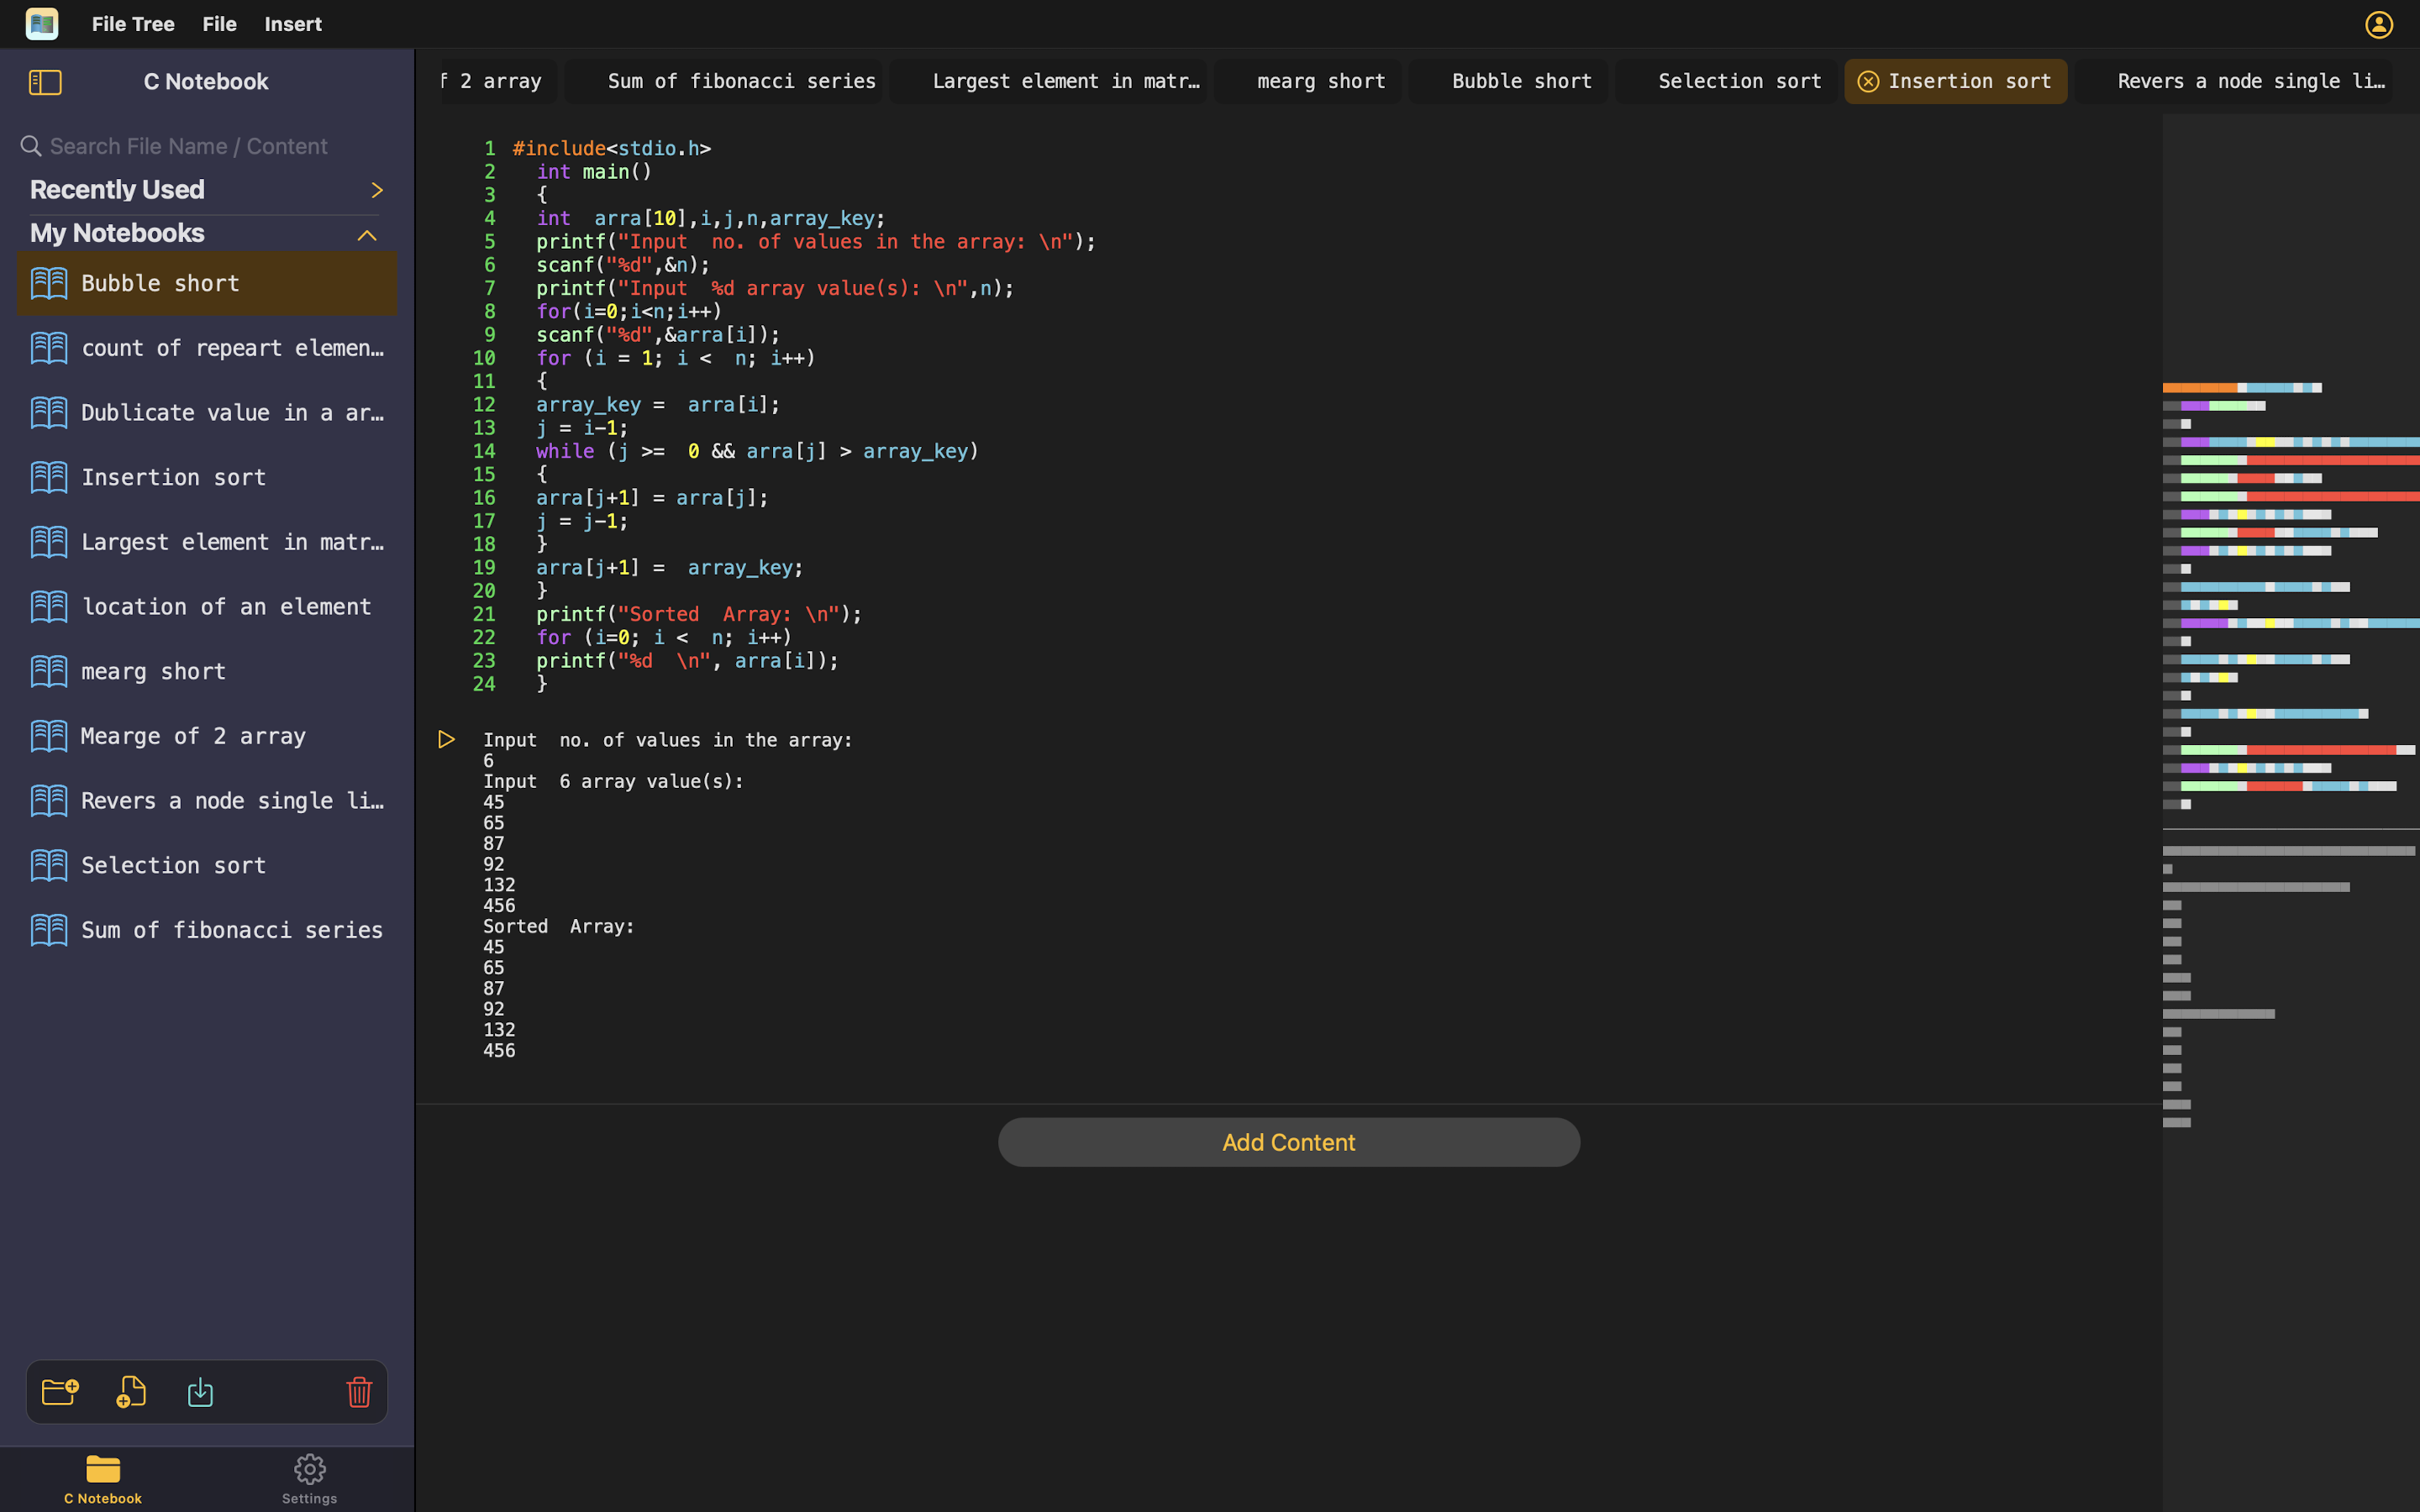 File Tree File Insert
C Notebook
Search File Name / Content
Recently Used
My Notebooks
Bubble short
count of repeart elemen…
Dublicate value in a ar…
Insertion sort
Largest element in matr…
location of an element
mearg short
Mearge of 2 array
Revers a node single li…
Selection sort
Sum of fibonacci series
C Notebook
Settings
f 2 array Sum of fibonacci series Largest element in matr… mearg short Bubble short Selection sort Insertion sort Revers a node single li…
1 #include<stdio.h>
2 int main()
3 {
4 int  arra[10],i,j,n,array_key;
5 printf("Input  no. of values in the array: \n");
6 scanf("%d",&n);
7 printf("Input  %d array value(s): \n",n);
8 for(i=0;i<n;i++)
9 scanf("%d",&arra[i]);
10 for (i = 1; i <  n; i++)
11 {
12 array_key =  arra[i];
13 j = i-1;
14 while (j >=  0 && arra[j] > array_key)
15 {
16 arra[j+1] = arra[j];
17 j = j-1;
18 }
19 arra[j+1] =  array_key;
20 }
21 printf("Sorted  Array: \n");
22 for (i=0; i <  n; i++)
23 printf("%d  \n", arra[i]);
24 }
Input  no. of values in the array:
6
Input  6 array value(s):
45
65
87
92
132
456
Sorted  Array:
45
65
87
92
132
456
Add Content